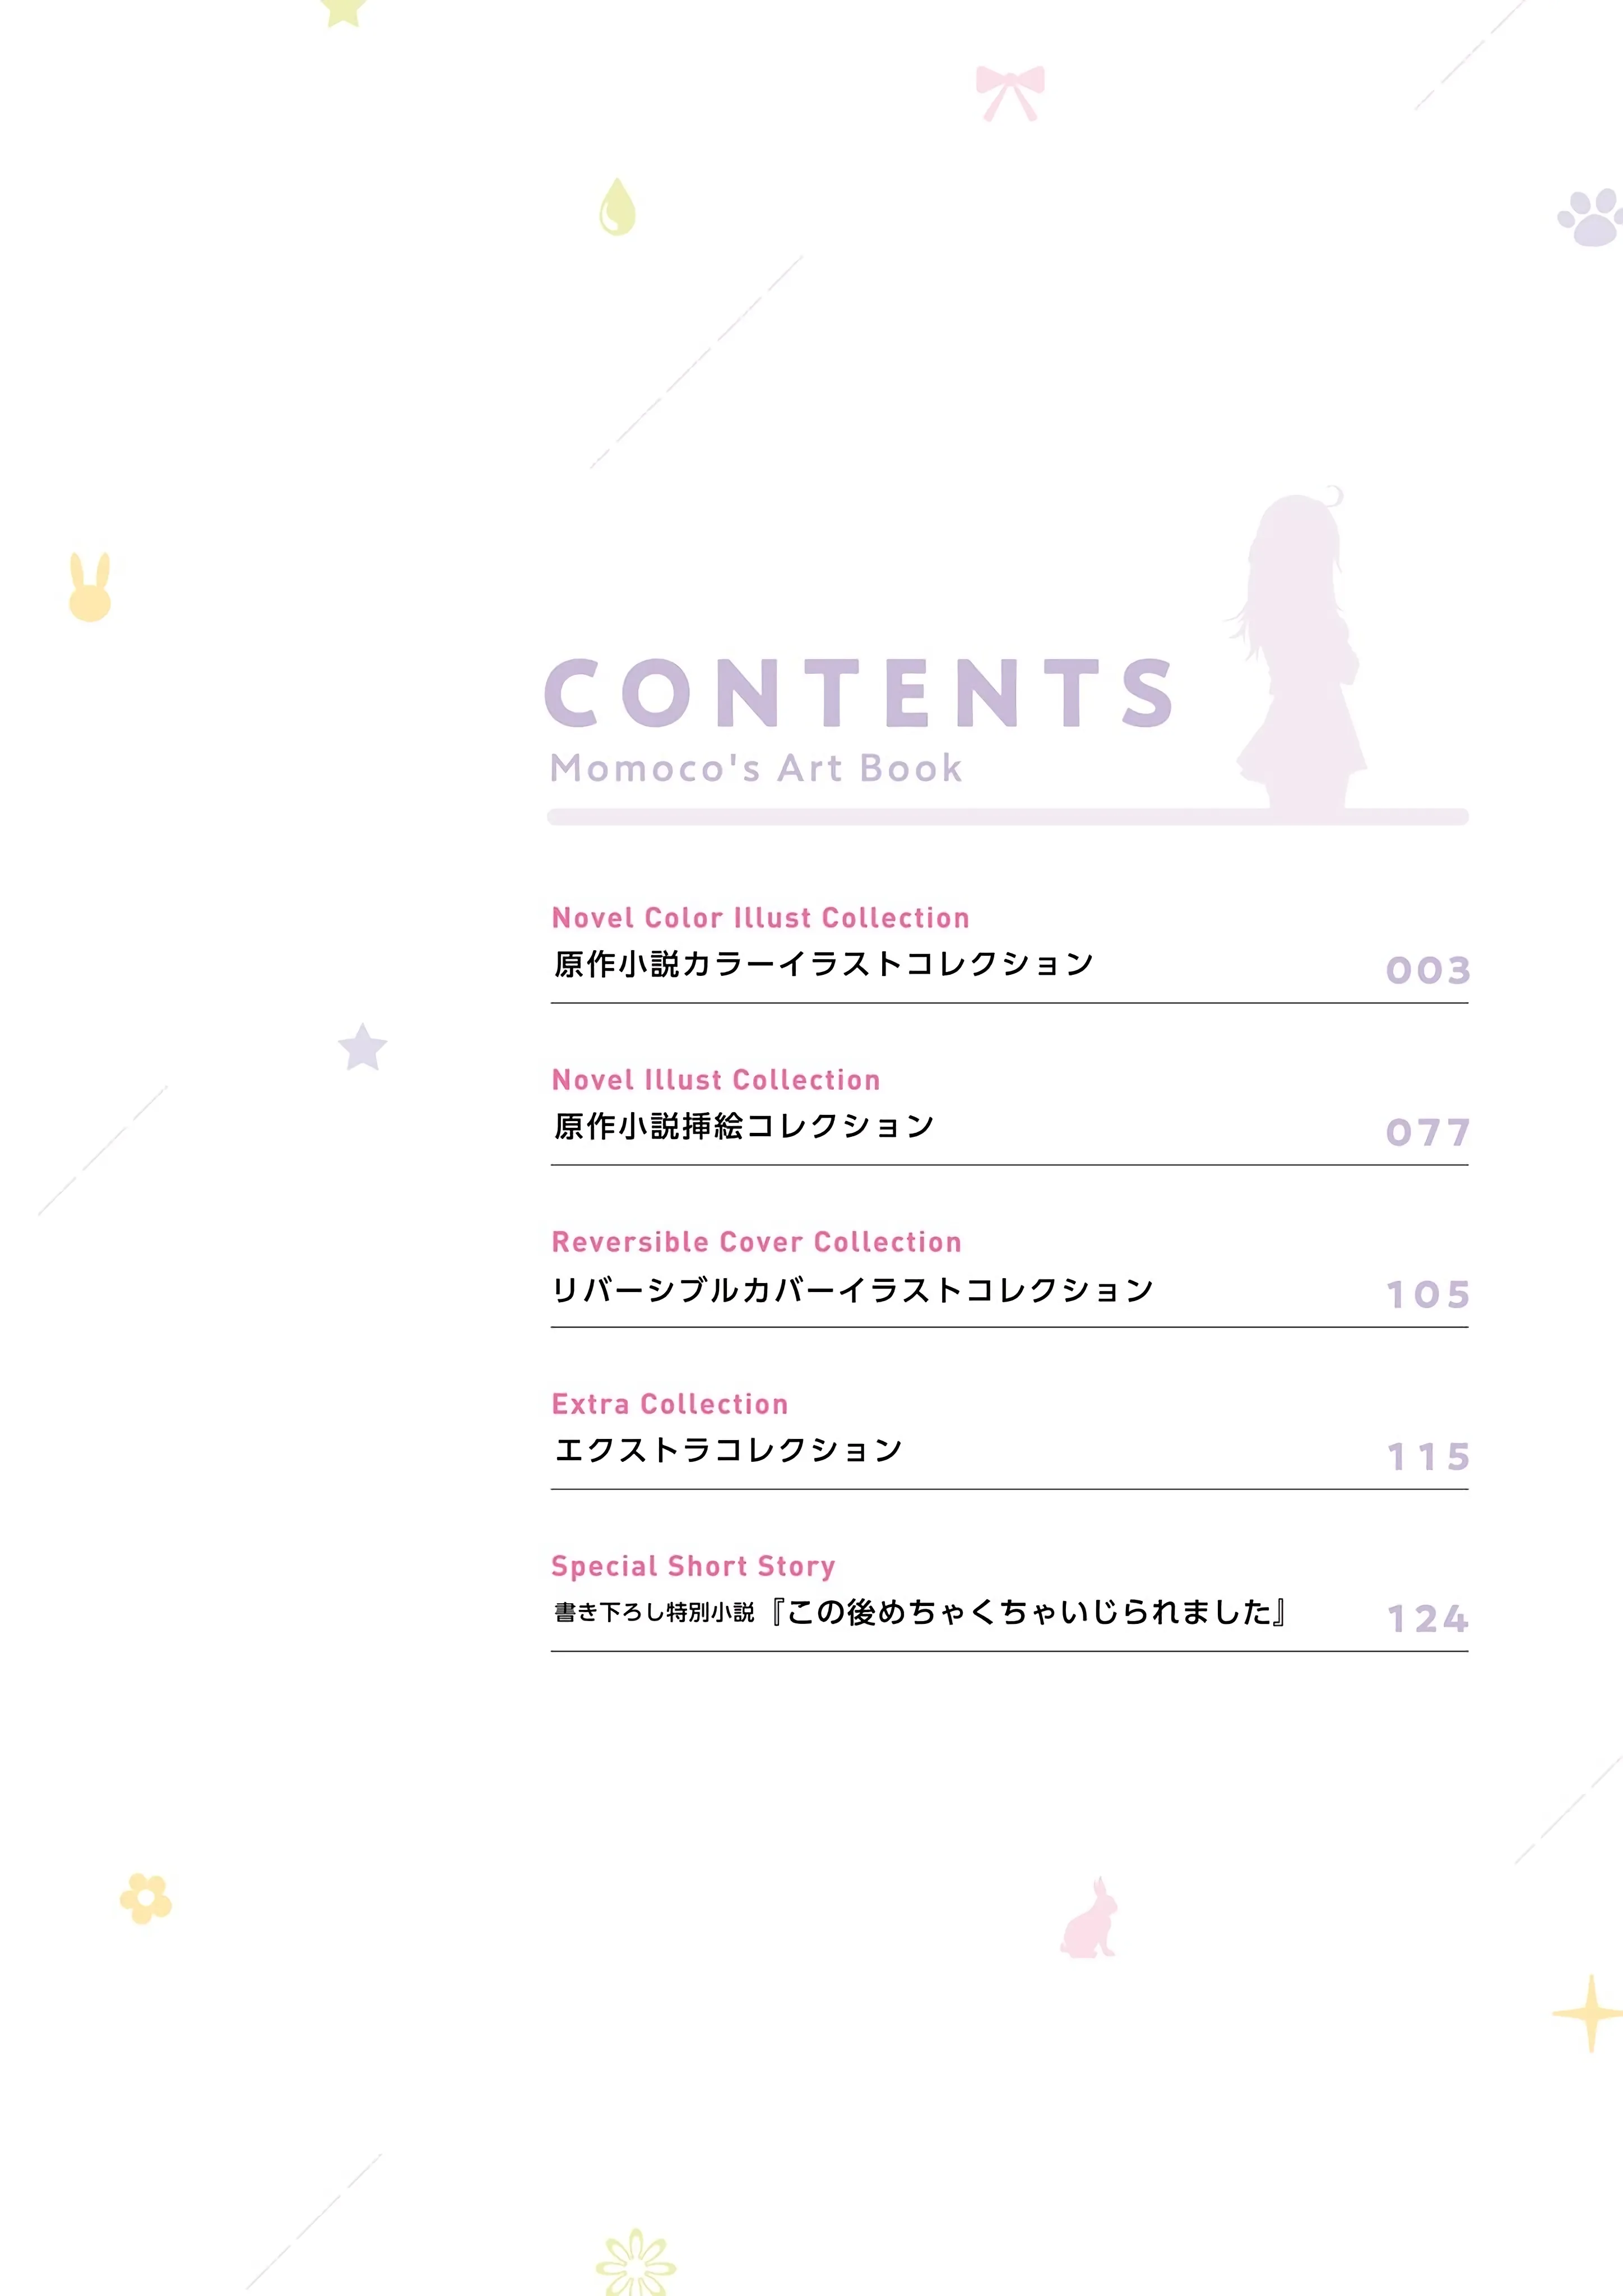 CONTENTS
Momoco's Art Book
Novel Color Illust Collection
原作小説カラーイラストコレクション 003
Novel Illust Collection
原作小説挿絵コレクション 077
Reversible Cover Collection
リバーシブルカバーイラストコレクション 105
Extra Collection
エクストラコレクション 115
Special Short Story
書き下ろし特別小説『この後めちゃくちゃいじられました』 124